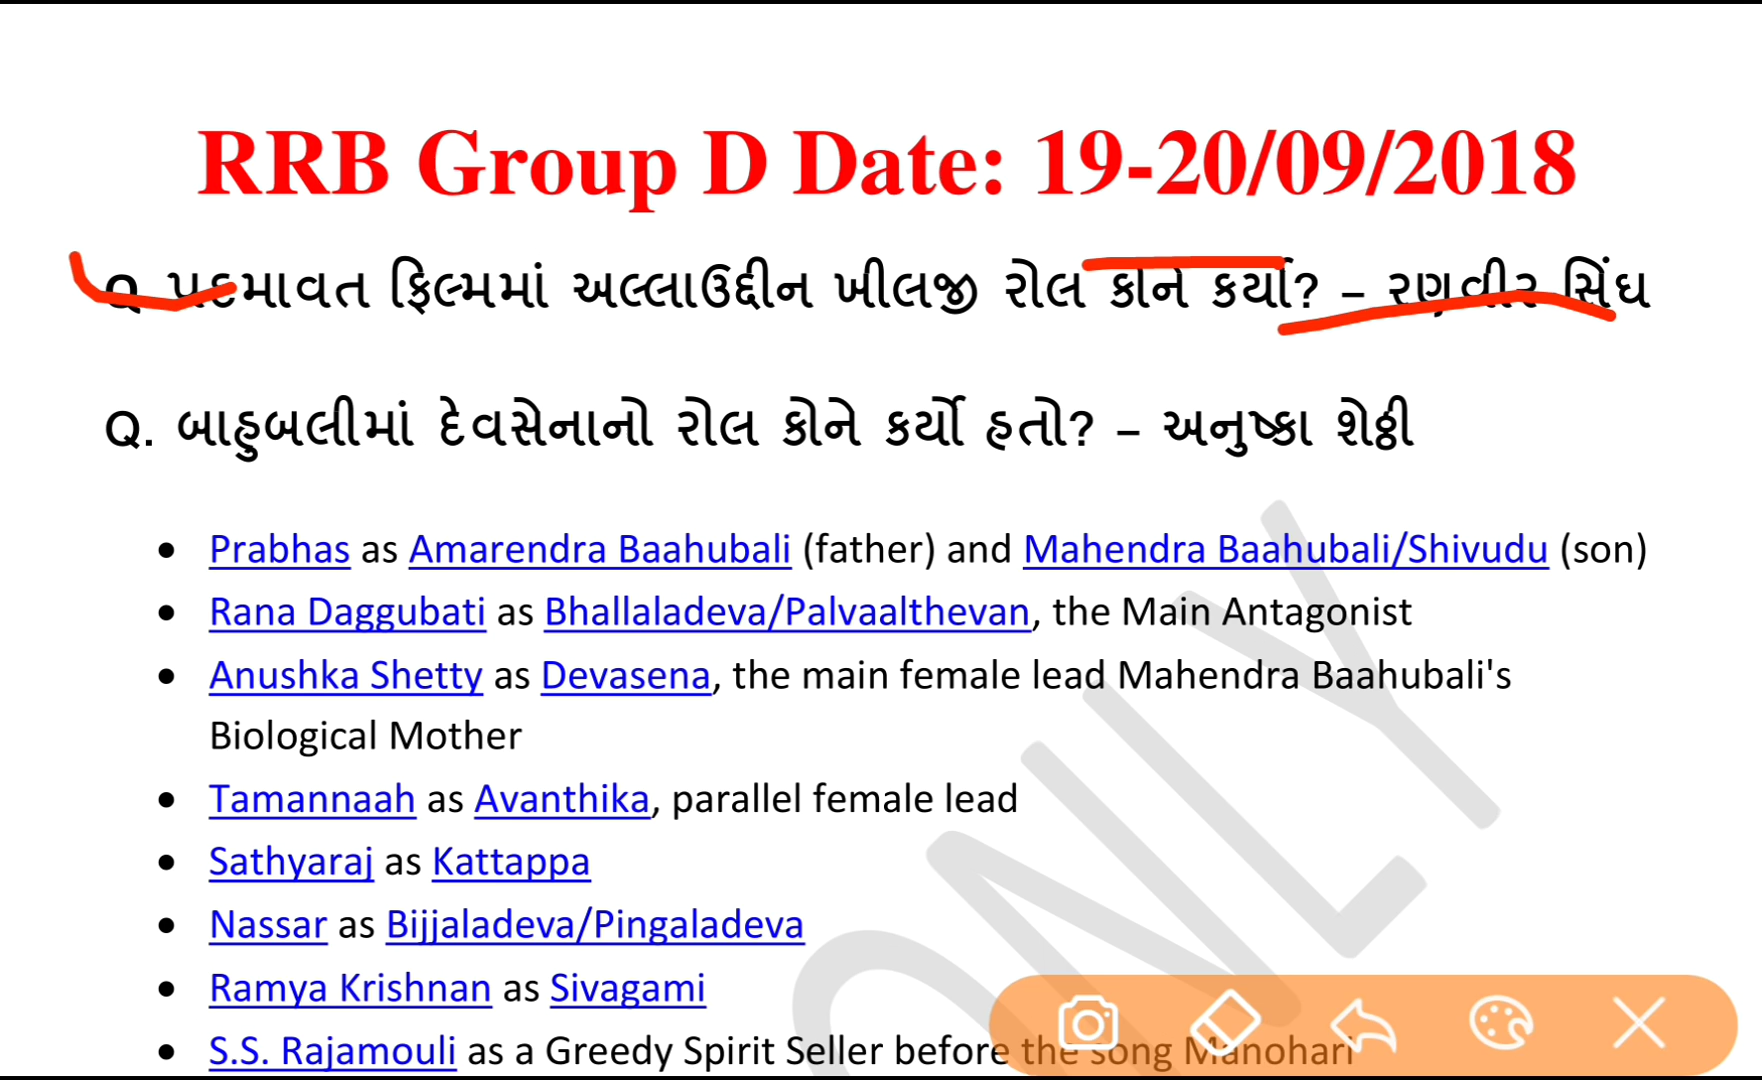 RRB Group D Date: 19-20/09/2018
Q પદમાવત ફિલ્મમાં અલ્લાઉદ્દીન ખીલજી રોલ કોને કર્યો? – રણવીર સિંઘ
Q. બાહુબલીમાં દેવસેનાનો રોલ કોને કર્યો હતો? – અનુષ્કા શેઠ્ઠી
• Prabhas as Amarendra Baahubali (father) and Mahendra Baahubali/Shivudu (son)
• Rana Daggubati as Bhallaladeva/Palvaalthevan, the Main Antagonist
• Anushka Shetty as Devasena, the main female lead Mahendra Baahubali's
Biological Mother
• Tamannaah as Avanthika, parallel female lead
• Sathyaraj as Kattappa
• Nassar as Bijjaladeva/Pingaladeva
• Ramya Krishnan as Sivagami
• S.S. Rajamouli as a Greedy Spirit Seller before the song Manohari
ONLY